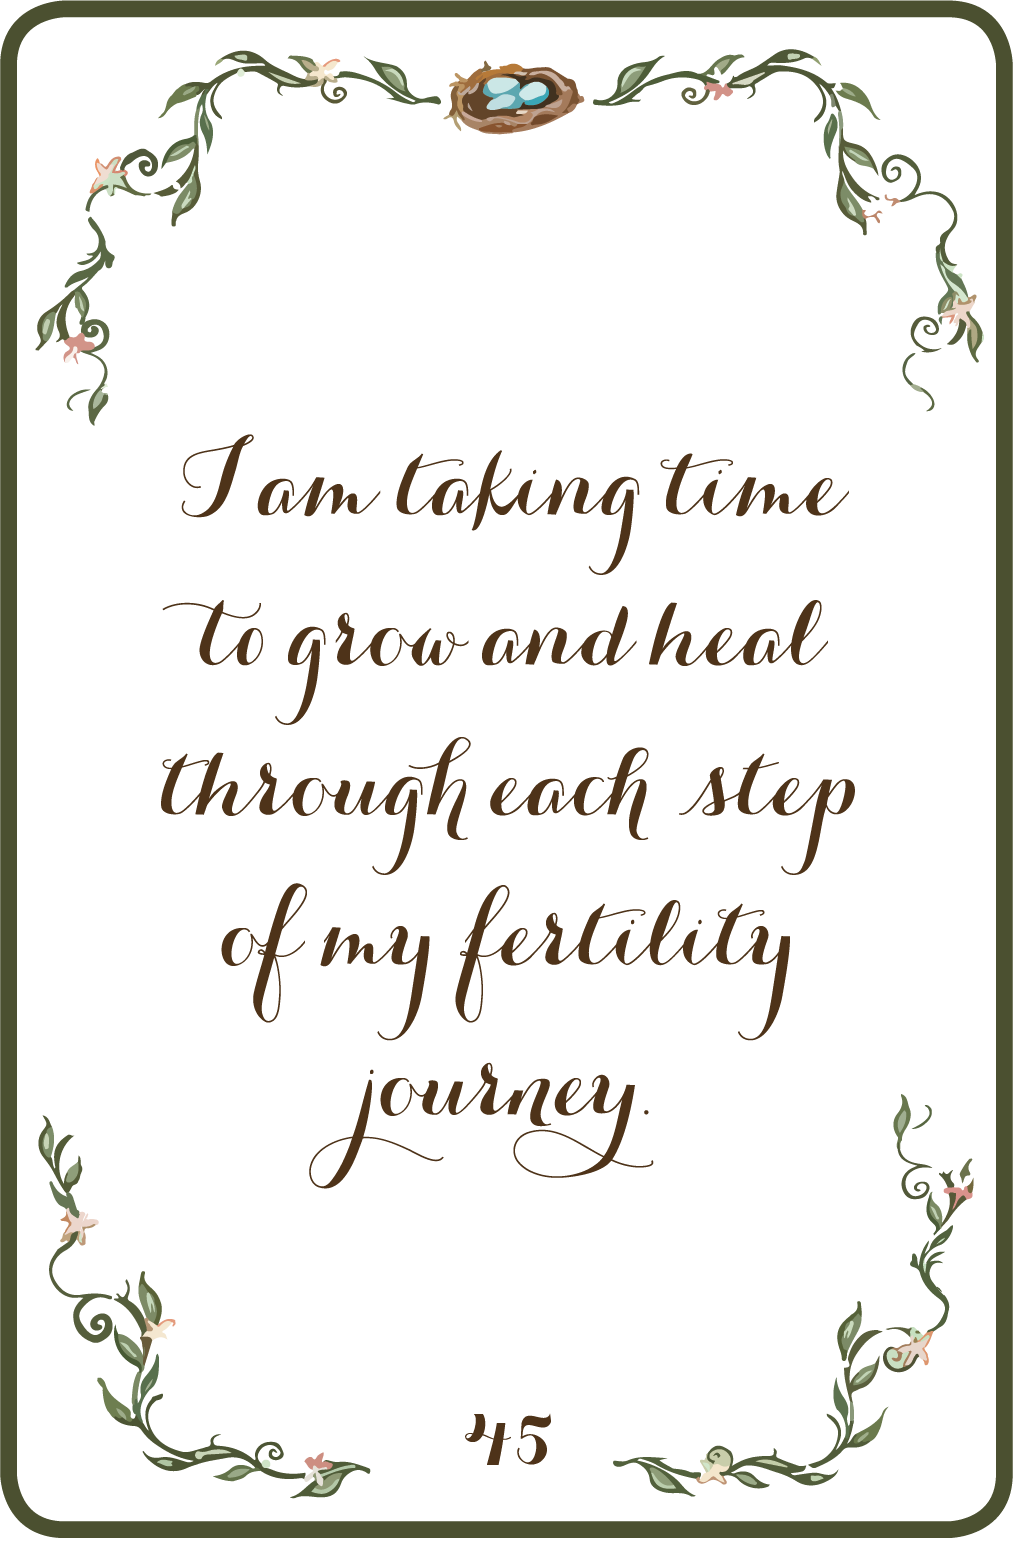 I am taking time
to grow and heal
through each step
of my fertility
journey.
45